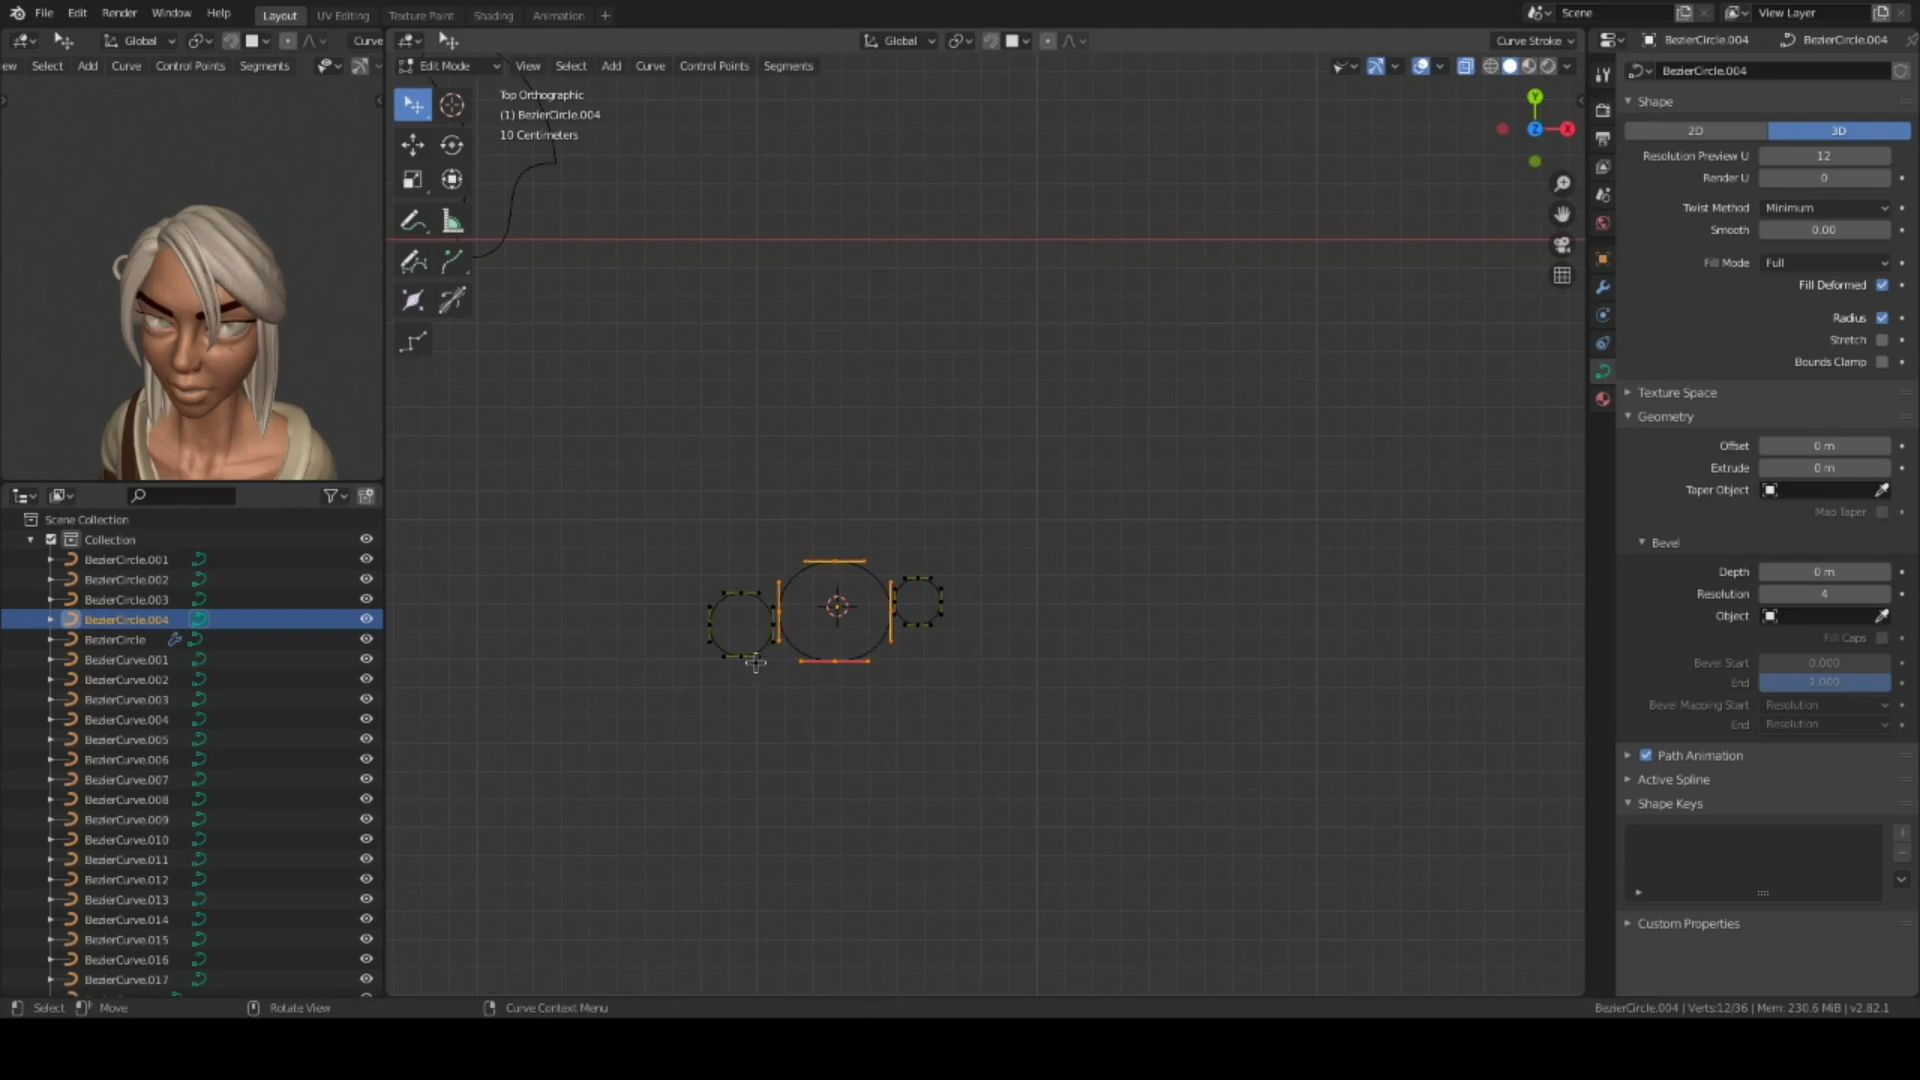 File Edit Render Window Help Layout UV Editing Texture Paint Shading Animation + Scene View Layer
Global Curve Global Curve Stroke BezierCircle.004 BezierCircle.004
ew Select Add Curve Control Points Segments Edit Mode View Select Add Curve Control Points Segments BezierCircle.004
Top Orthographic
(1) BezierCircle.004
10 Centimeters
Y
Z
X
Shape
2D 3D
Resolution Preview U 12
Render U 0
Twist Method Minimum
Smooth 0.00
Fill Mode Full
Fill Deformed
Radius
Stretch
Bounds Clamp
Texture Space
Geometry
Offset 0 m
Extrude 0 m
Taper Object
Map Taper
Bevel
Depth 0 m
Resolution 4
Object
Fill Caps
Bevel Start 0.000
End 1.000
Bevel Mapping Start Resolution
End Resolution
Path Animation
Active Spline
Shape Keys
Custom Properties
Scene Collection
Collection
BezierCircle.001
BezierCircle.002
BezierCircle.003
BezierCircle.004
BezierCircle
BezierCurve.001
BezierCurve.002
BezierCurve.003
BezierCurve.004
BezierCurve.005
BezierCurve.006
BezierCurve.007
BezierCurve.008
BezierCurve.009
BezierCurve.010
BezierCurve.011
BezierCurve.012
BezierCurve.013
BezierCurve.014
BezierCurve.015
BezierCurve.016
BezierCurve.017
Select Move Rotate View Curve Context Menu BezierCircle.004 | Verts:12/36 | Mem: 230.6 MiB | v2.82.1